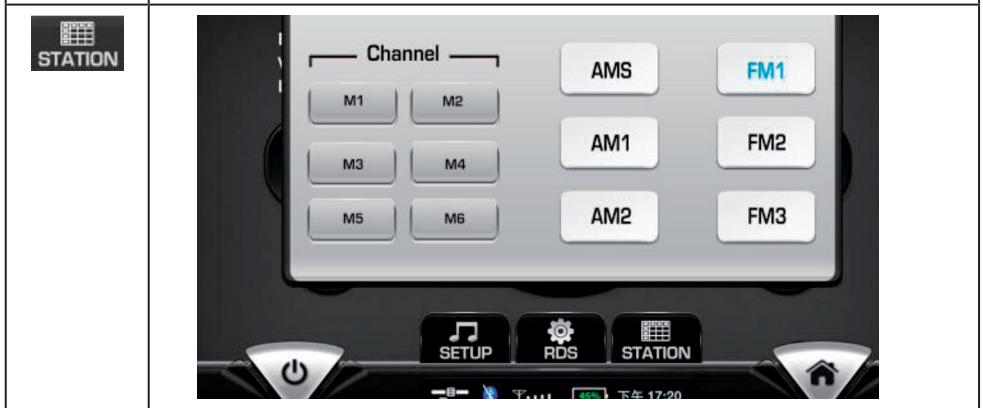 STATION
Channel
M1 M2
M3 M4
M5 M6
AMS FM1
AM1 FM2
AM2 FM3
SETUP RDS STATION
46% 下午 17:20